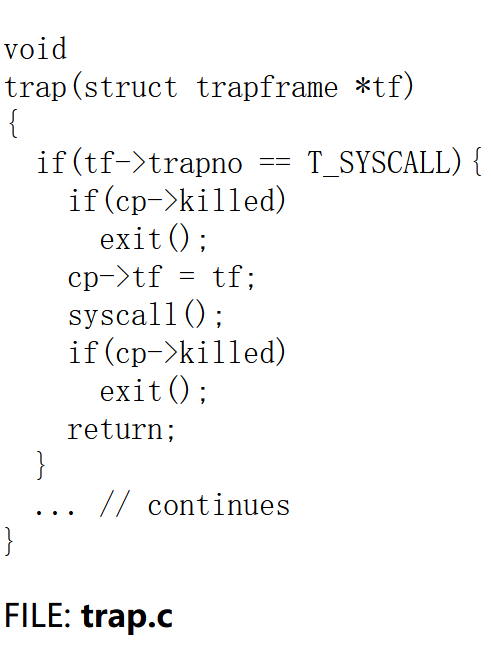 void
trap(struct trapframe *tf)
{
  if(tf->trapno == T_SYSCALL){
    if(cp->killed)
      exit();
    cp->tf = tf;
    syscall();
    if(cp->killed)
      exit();
    return;
  }
  ... // continues
}
FILE: trap.c